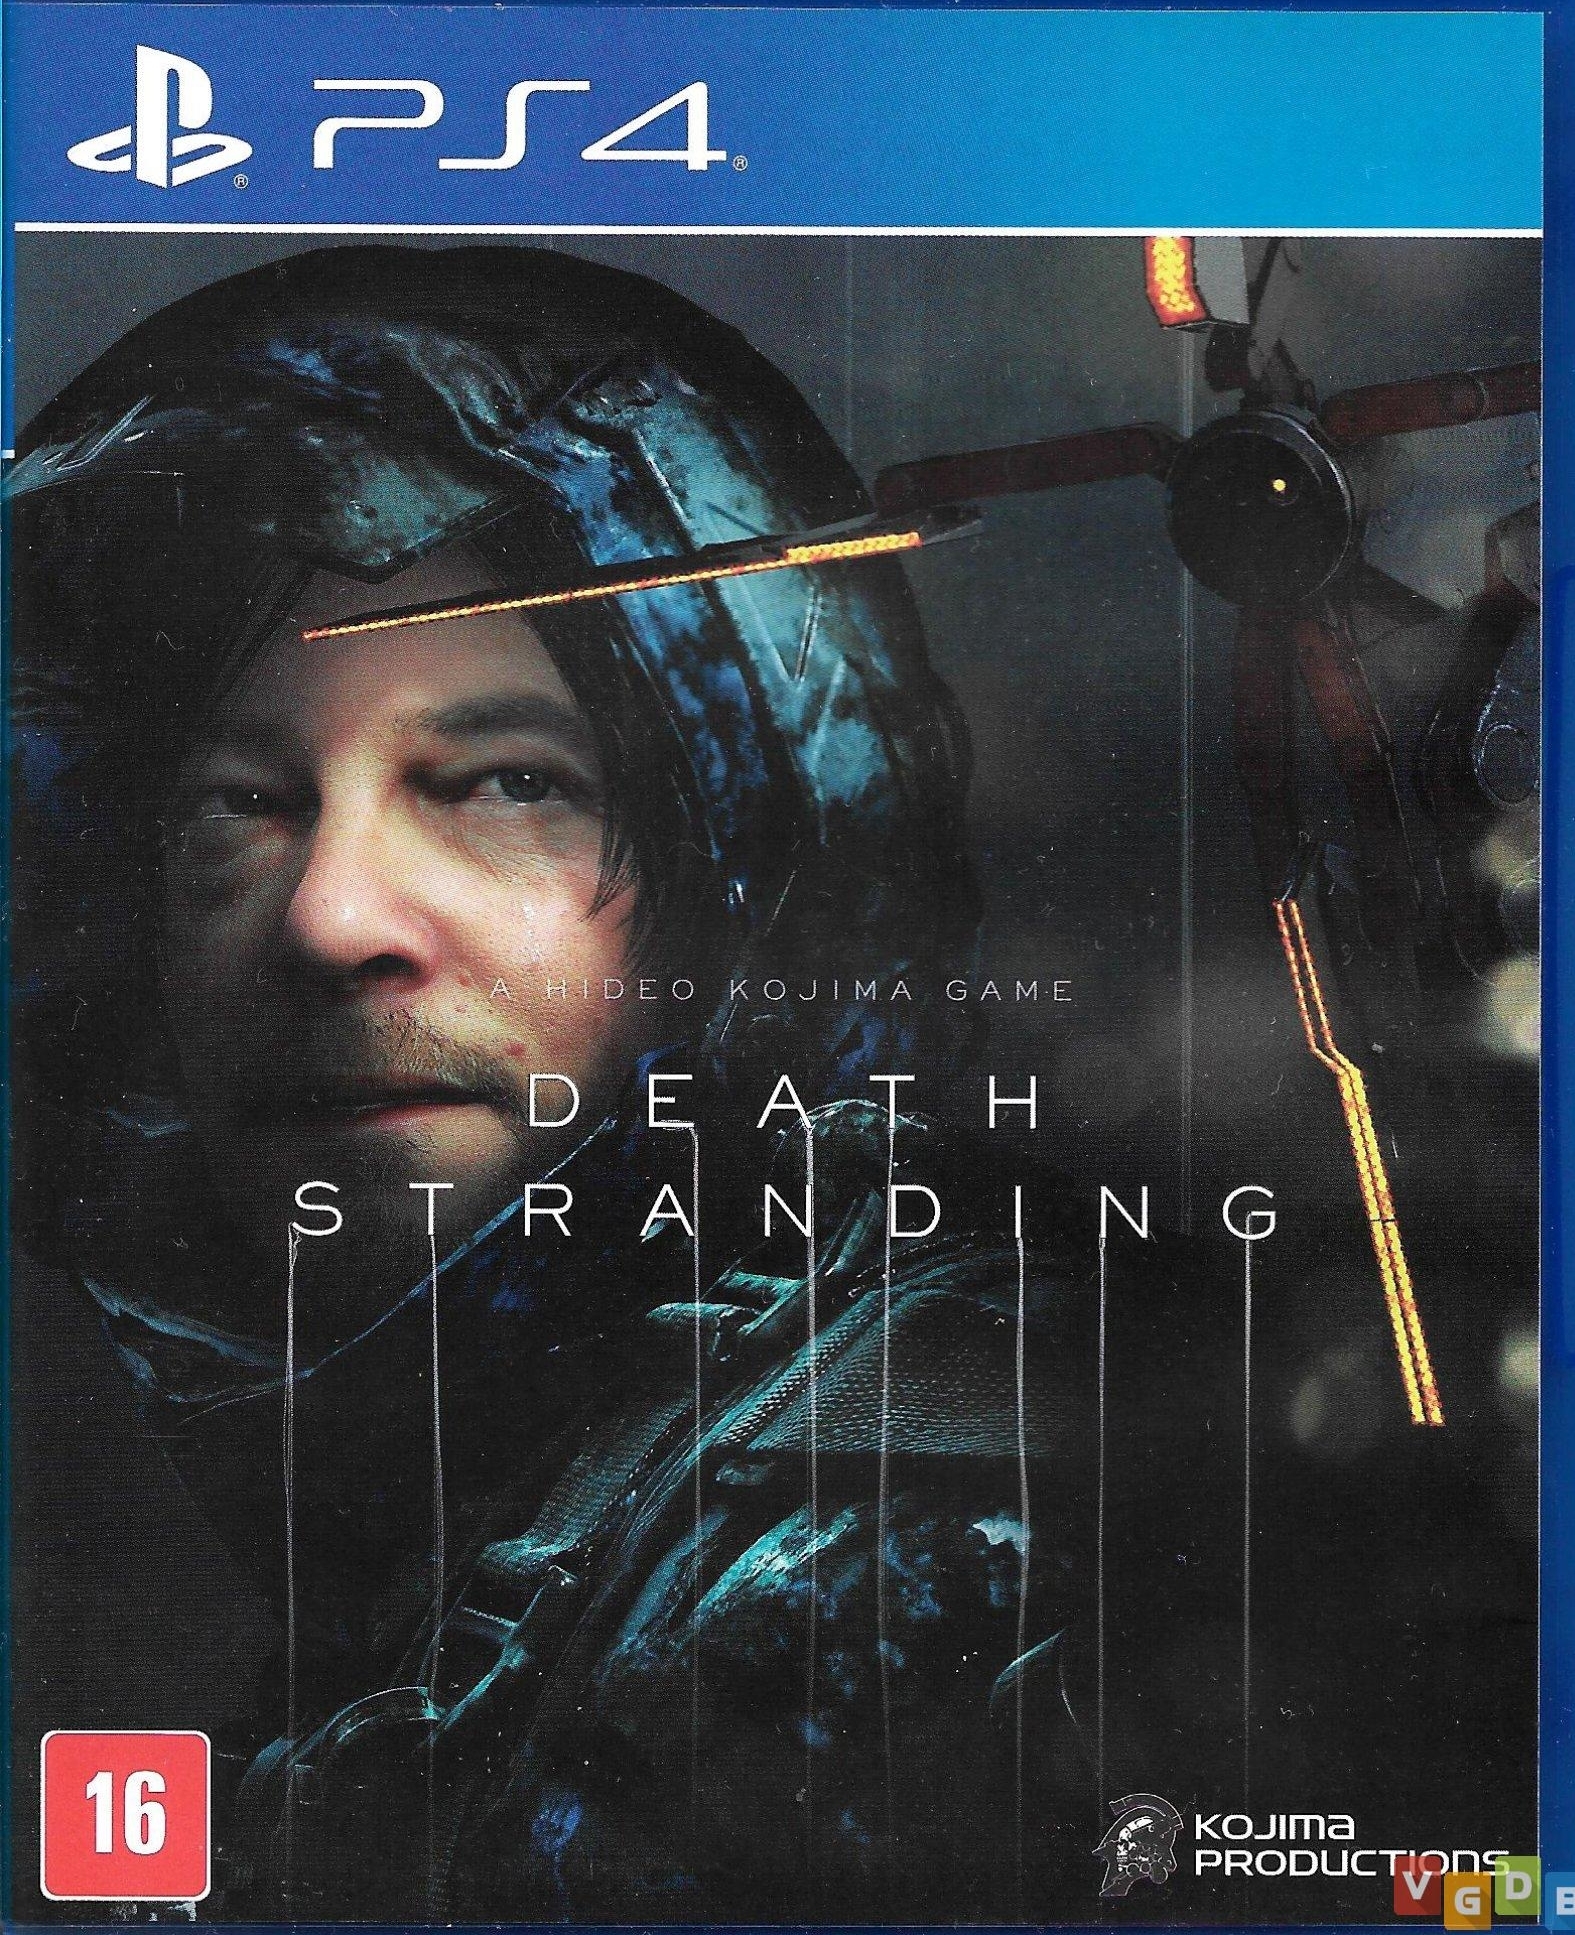 PS4
A HIDEO KOJIMA GAME
DEATH
STRANDING
16
KOJIMA
PRODUCTIONS
VGDB